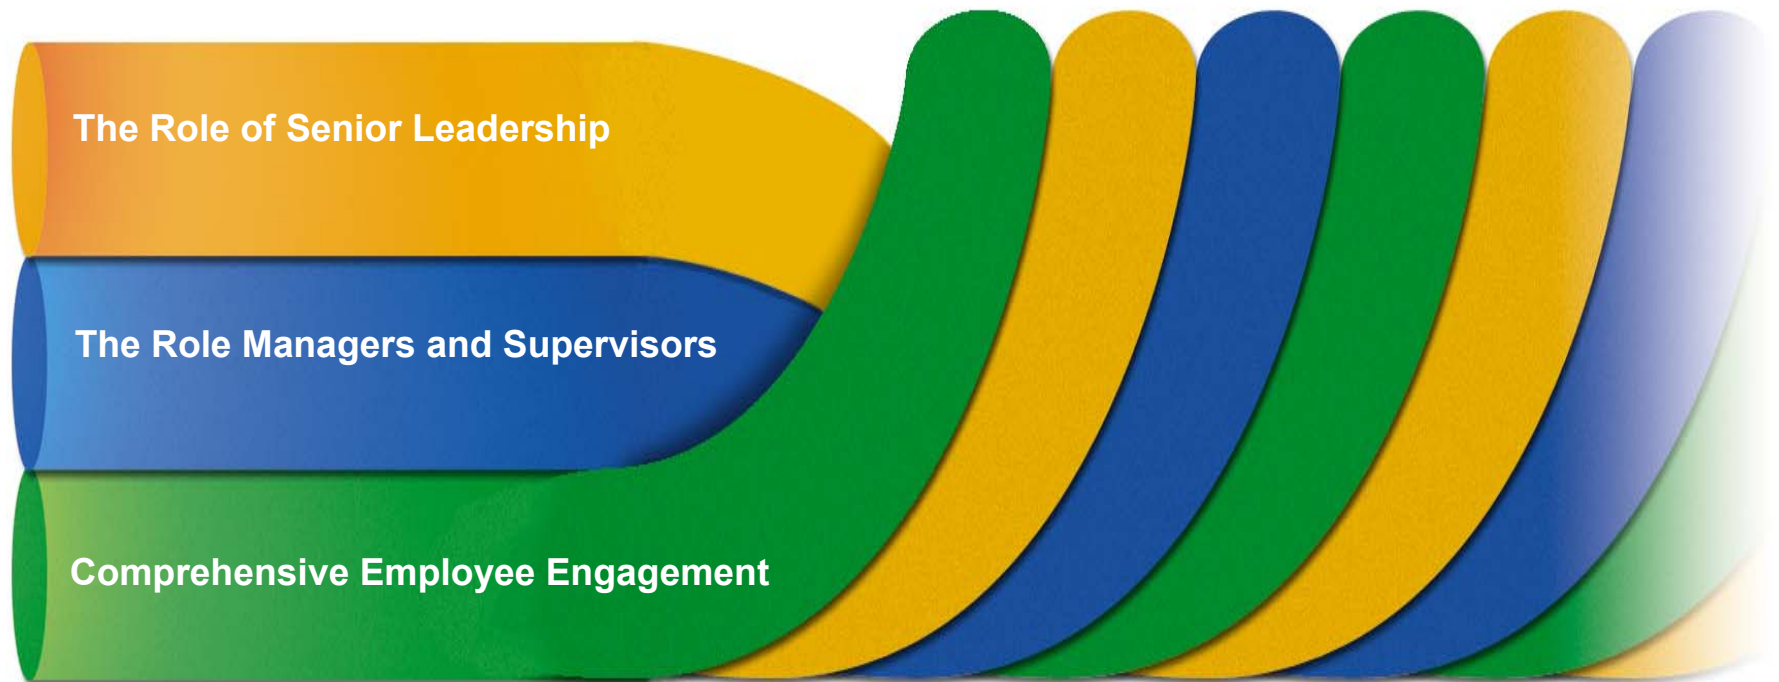 The Role of Senior Leadership
The Role Managers and Supervisors
Comprehensive Employee Engagement